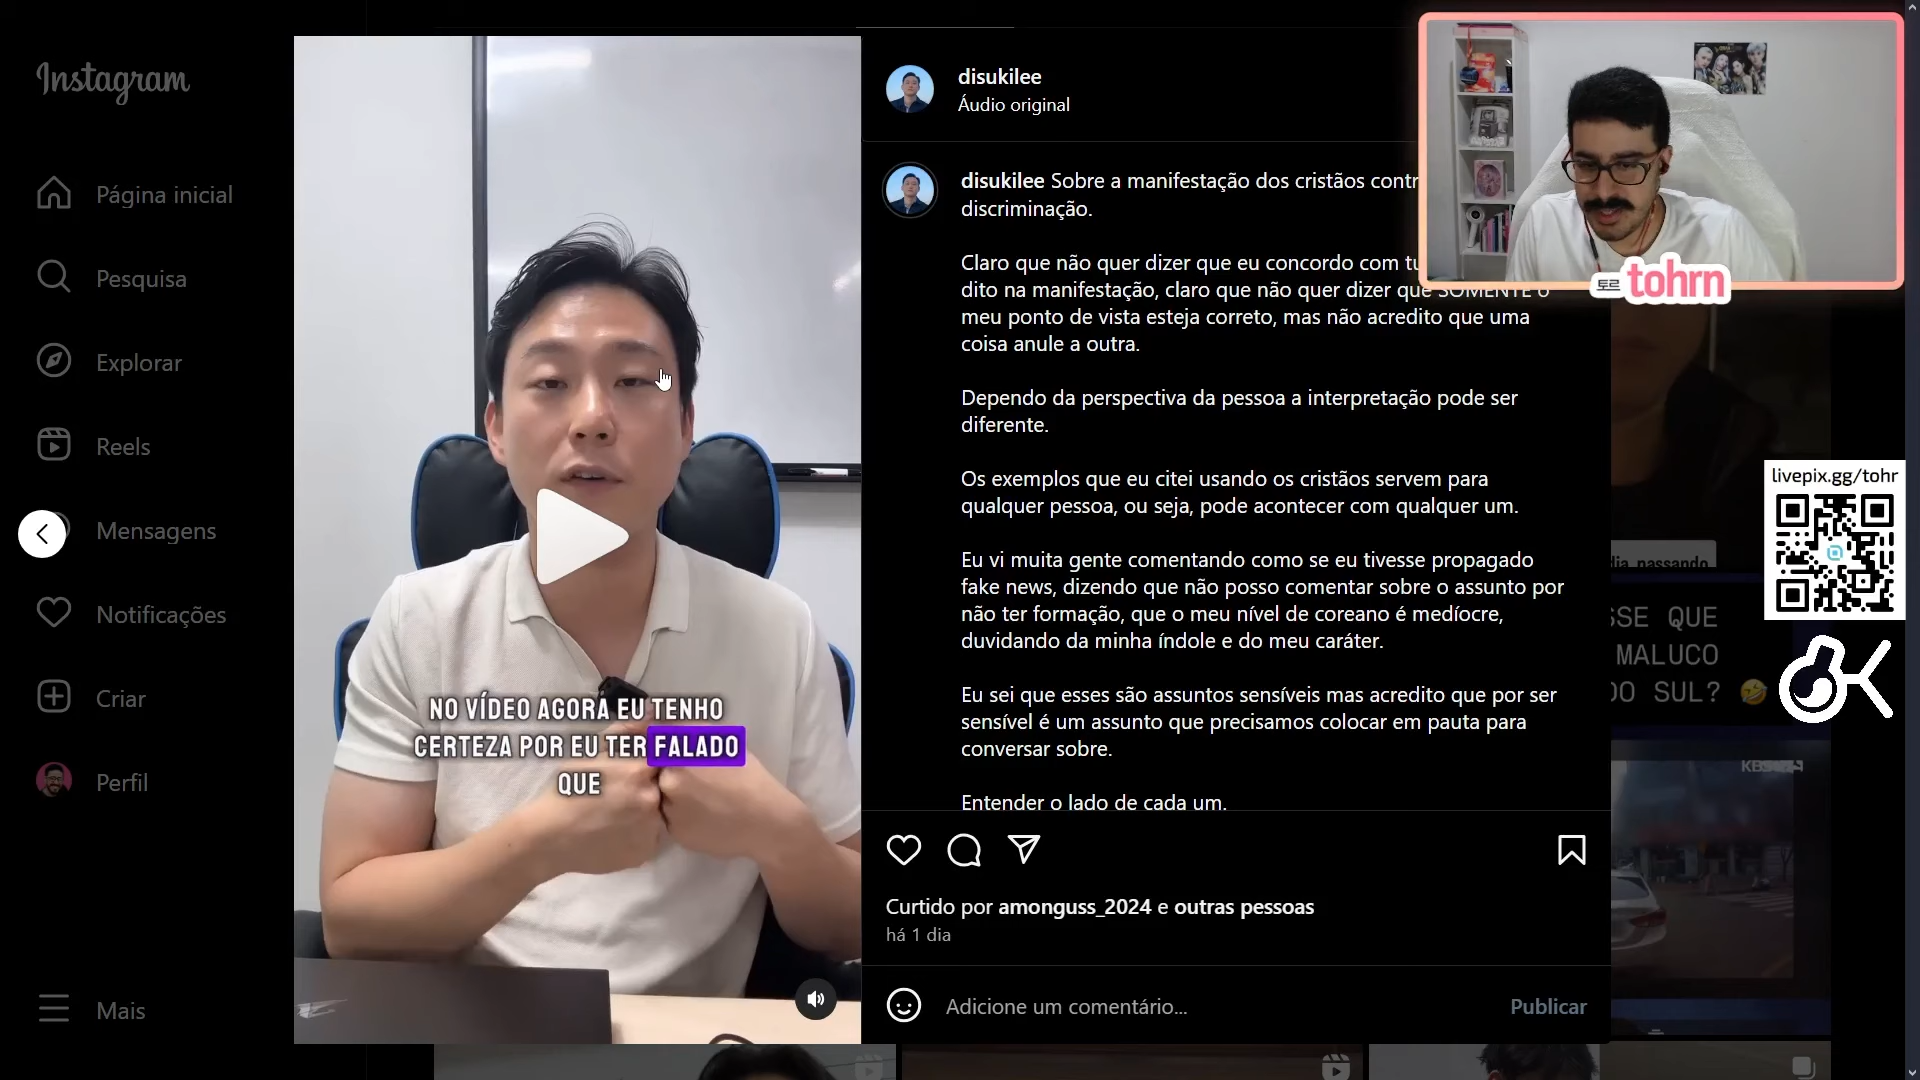 Instagram
Página inicial
Pesquisa
Explorar
Reels
Mensagens
Notificações
Criar
Perfil
Mais
NO VÍDEO AGORA EU TENHO
CERTEZA POR EU TER FALADO
QUE
disukilee
Áudio original
disukilee Sobre a manifestação dos cristãos contr
discriminação.
Claro que não quer dizer que eu concordo com tu
dito na manifestação, claro que não quer dizer que SOMENTE o
meu ponto de vista esteja correto, mas não acredito que uma
coisa anule a outra.
Dependo da perspectiva da pessoa a interpretação pode ser
diferente.
Os exemplos que eu citei usando os cristãos servem para
qualquer pessoa, ou seja, pode acontecer com qualquer um.
Eu vi muita gente comentando como se eu tivesse propagado
fake news, dizendo que não posso comentar sobre o assunto por
não ter formação, que o meu nível de coreano é medíocre,
duvidando da minha índole e do meu caráter.
Eu sei que esses são assuntos sensíveis mas acredito que por ser
sensível é um assunto que precisamos colocar em pauta para
conversar sobre.
Entender o lado de cada um.
Curtido por amonguss_2024 e outras pessoas
há 1 dia
Adicione um comentário...
Publicar
토르 tohrn
livepix.gg/tohr
dia passando
SSE QUE
MALUCO
DO SUL? 🤣
OK